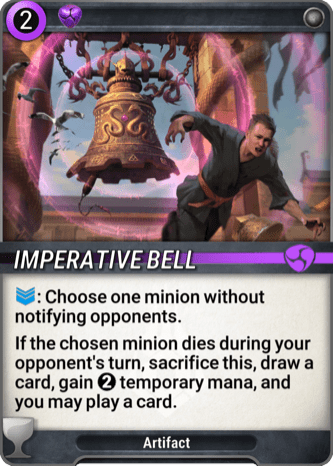 2
IMPERATIVE BELL
: Choose one minion without
notifying opponents.
If the chosen minion dies during your
opponent's turn, sacrifice this, draw a
card, gain 2 temporary mana, and
you may play a card.
Artifact